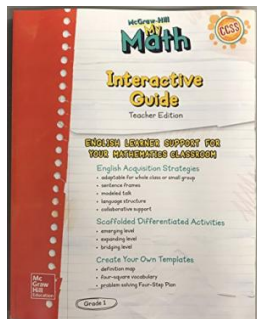 McGraw-Hill
My
Math
CCSS
Interactive
Guide
Teacher Edition
ENGLISH LEARNER SUPPORT FOR
YOUR MATHEMATICS CLASSROOM
English Acquisition Strategies
• adaptable for whole class or small group
• sentence frames
• modeled talk
• language structure
• collaborative support
Scaffolded Differentiated Activities
• emerging level
• expanding level
• bridging level
Create Your Own Templates
• definition map
• four-square vocabulary
• problem solving Four-Step Plan
Mc
Graw
Hill
Education
Grade 1